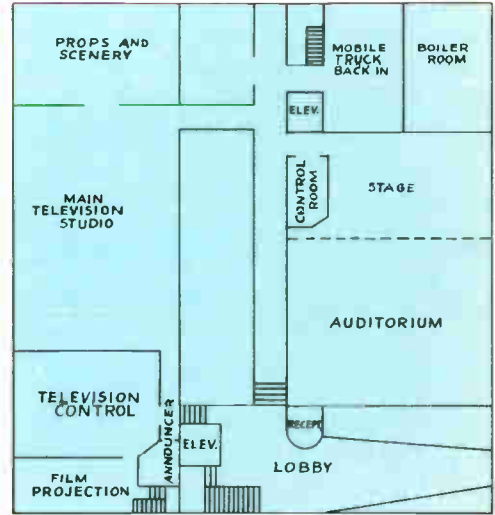 PROPS AND
SCENERY
MOBILE
TRUCK
BACK IN
BOILER
ROOM
ELEV.
CONTROL
ROOM
STAGE
MAIN
TELEVISION
STUDIO
AUDITORIUM
TELEVISION
CONTROL
ANNOUNCER
RECEPT
ELEV.
LOBBY
FILM
PROJECTION